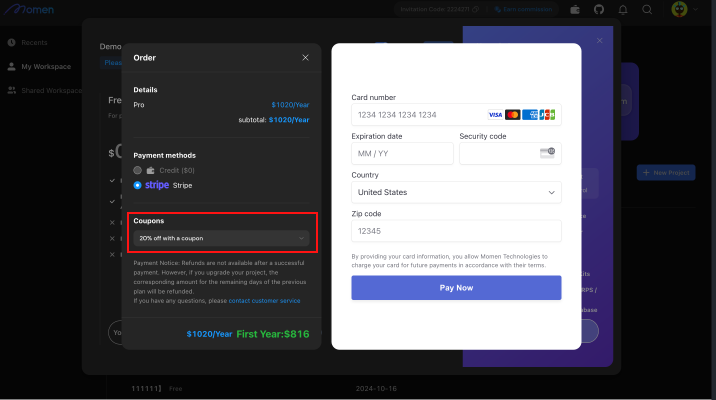 Momen
Invitation Code: 2224271
Earn commission
Recents
My Workspace
Shared Workspace
Demo
Order
Details
Pro
$1020/Year
subtotal: $1020/Year
Payment methods
Credit ($0)
stripe Stripe
Coupons
20% off with a coupon
Payment Notice: Refunds are not available after a successful
payment. However, if you upgrade your project, the
corresponding amount for the remaining days of the previous
plan will be refunded.
If you have any questions, please contact customer service
$1020/Year First Year:$816
Card number
1234 1234 1234 1234
VISA
JCB
Expiration date
MM / YY
Security code
Country
United States
Zip code
12345
By providing your card information, you allow Momen Technologies to
charge your card for future payments in accordance with their terms.
Pay Now
+ New Project
111111】 Free
2024-10-16